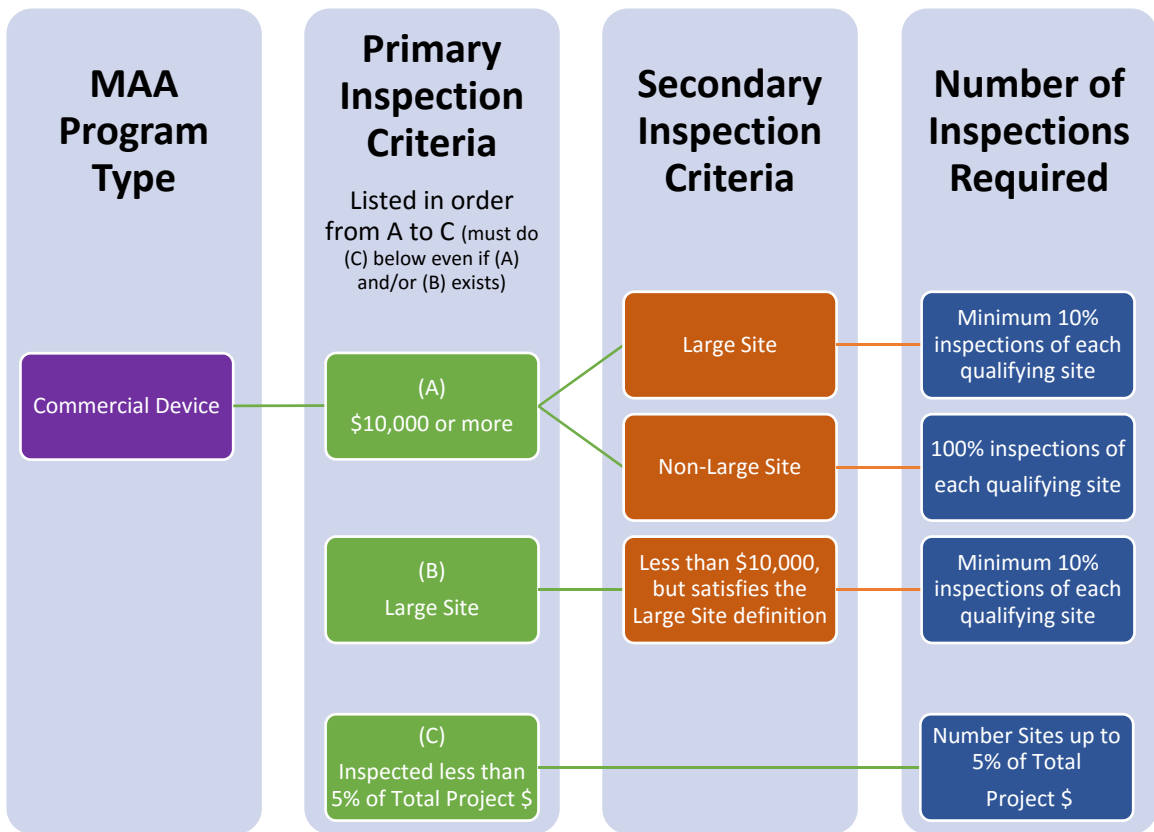 MAA
Program
Type
Primary
Inspection
Criteria
Listed in order
from A to C (must do
(C) below even if (A)
and/or (B) exists)
Secondary
Inspection
Criteria
Number of
Inspections
Required
Commercial Device
(A)
$10,000 or more
Large Site
Minimum 10%
inspections of each
qualifying site
Non-Large Site
100% inspections of
each qualifying site
(B)
Large Site
Less than $10,000,
but satisfies the
Large Site definition
Minimum 10%
inspections of each
qualifying site
(C)
Inspected less than
5% of Total Project $
Number Sites up to
5% of Total
Project $